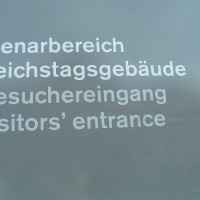 enarbereich
eichstagsgebäude
esuchereingang
sitors' entrance